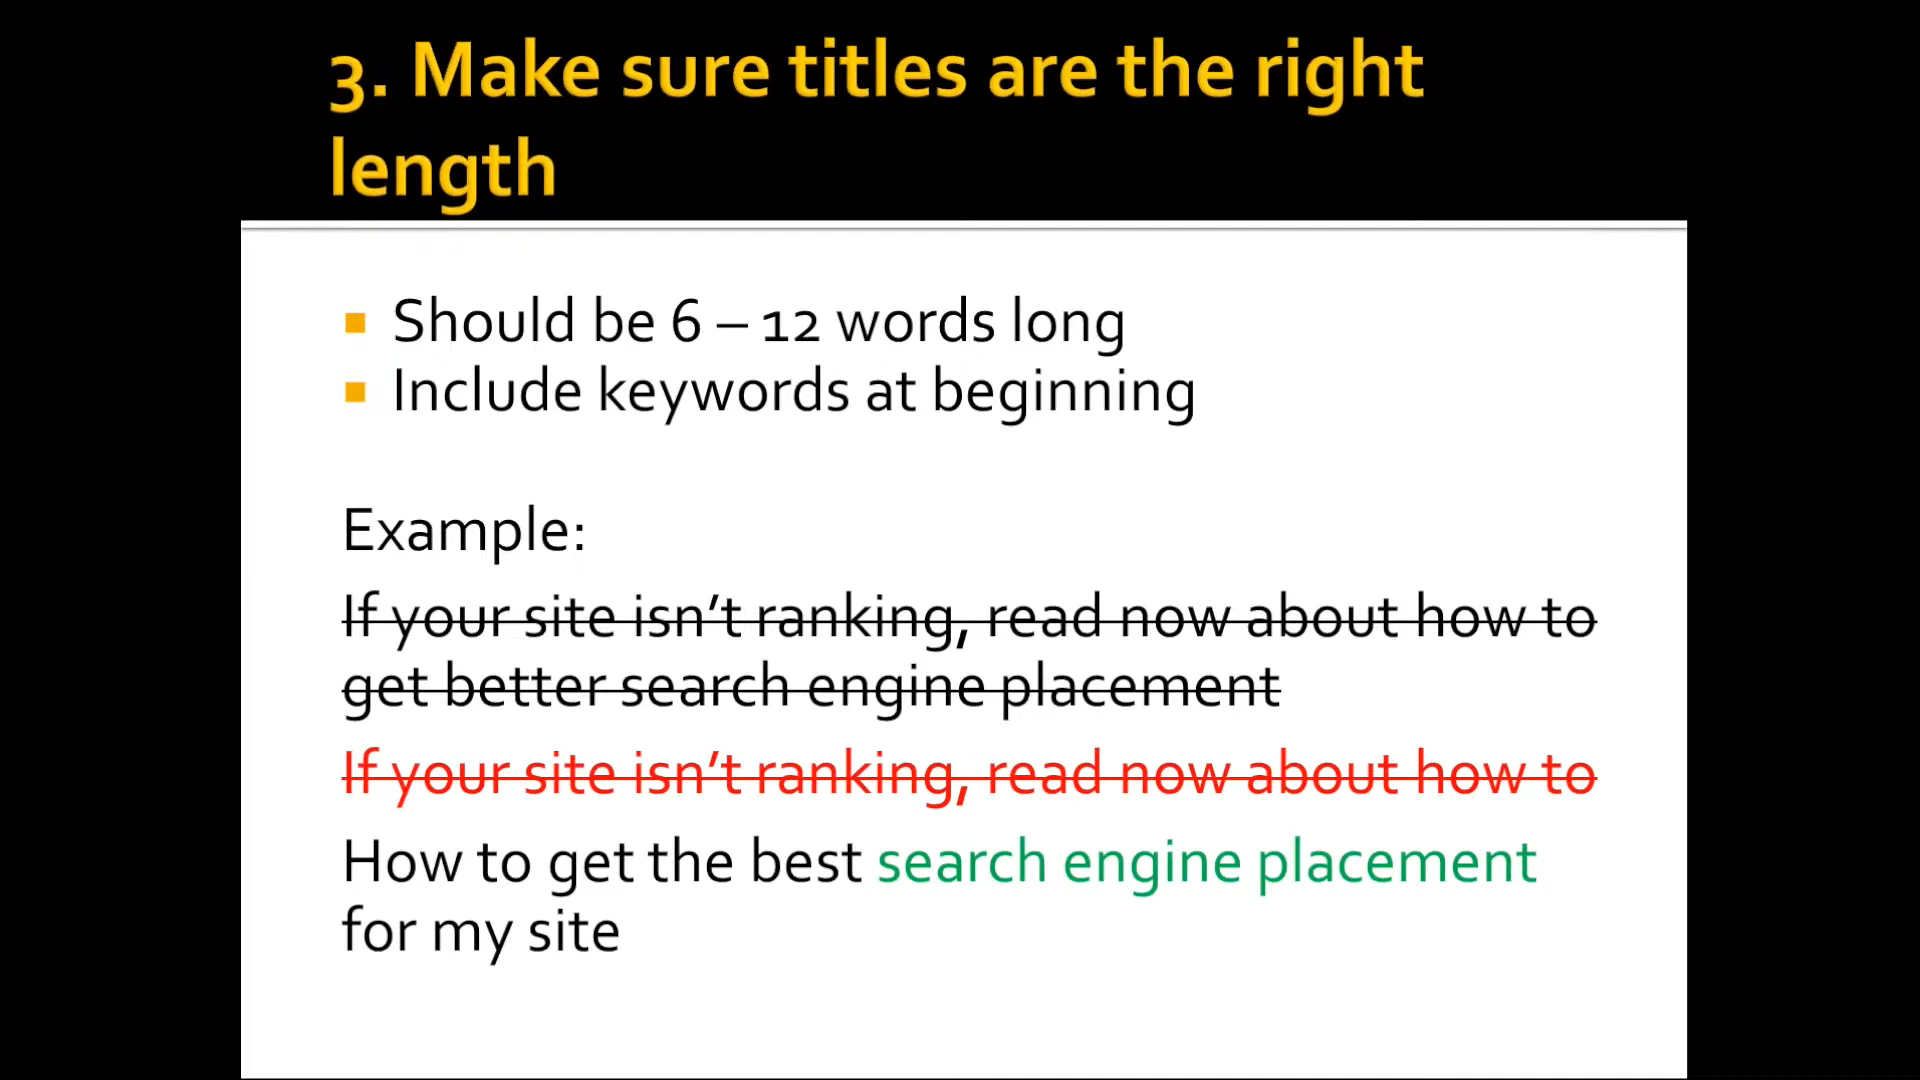 3. Make sure titles are the right
length
Should be 6 – 12 words long
Include keywords at beginning
Example:
If your site isn’t ranking, read now about how to
get better search engine placement
If your site isn’t ranking, read now about how to
How to get the best search engine placement
for my site